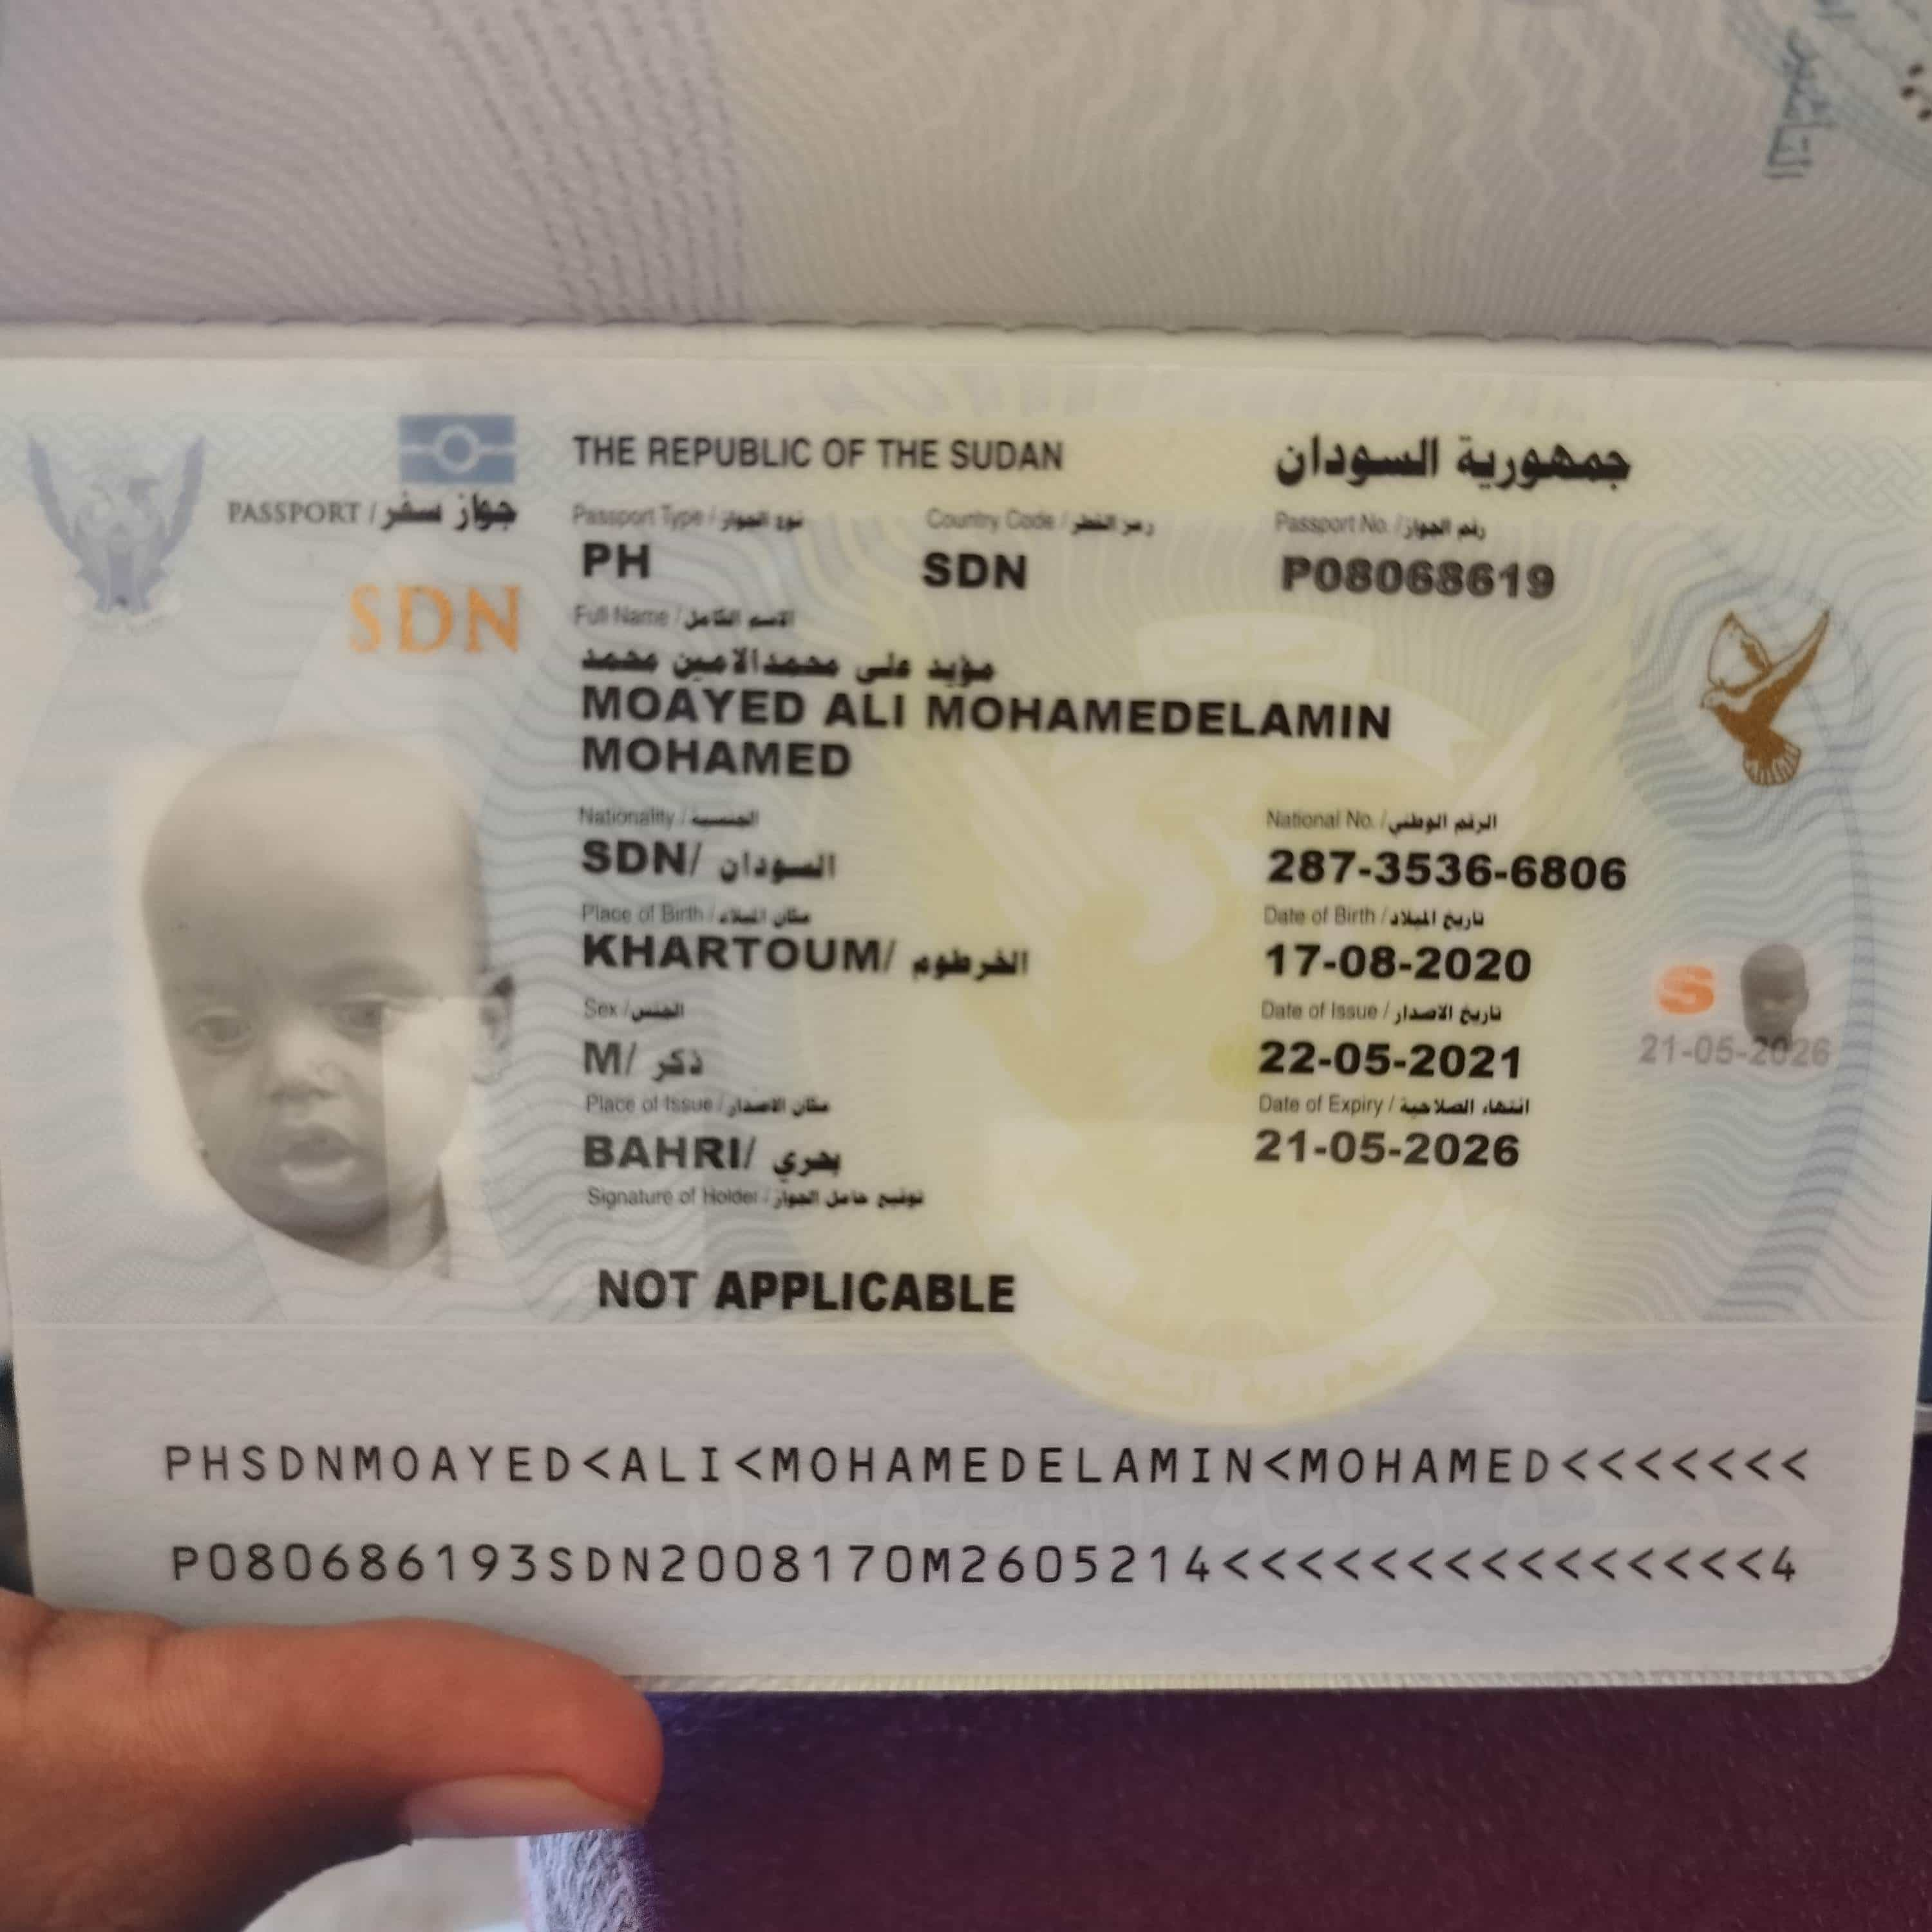 THE REPUBLIC OF THE SUDAN جمهورية السودان
PASSPORT / جواز سفر
Passport Type / نوع الجواز Country Code / رمز القطر Passport No. / رقم الجواز
PH SDN P08068619
SDN
Full Name / الاسم الكامل
مؤيد على محمدالامين محمد
MOAYED ALI MOHAMEDELAMIN
MOHAMED
Nationality / الجنسية National No. / الرقم الوطني
SDN/ السودان 287-3536-6806
Place of Birth / مكان الميلاد Date of Birth / تاريخ الميلاد
KHARTOUM/ الخرطوم 17-08-2020
Sex / الجنس Date of Issue / تاريخ الاصدار
M/ ذكر 22-05-2021
S
21-05-2026
Place of Issue / مكان الاصدار Date of Expiry / انتهاء الصلاحية
BAHRI/ بحري 21-05-2026
Signature of Holder / توقيع حامل الجواز
NOT APPLICABLE
PHSDNMOAYED<ALI<MOHAMEDELAMIN<MOHAMED<<<<<<<
P080686193SDN2008170M2605214<<<<<<<<<<<<<<<4